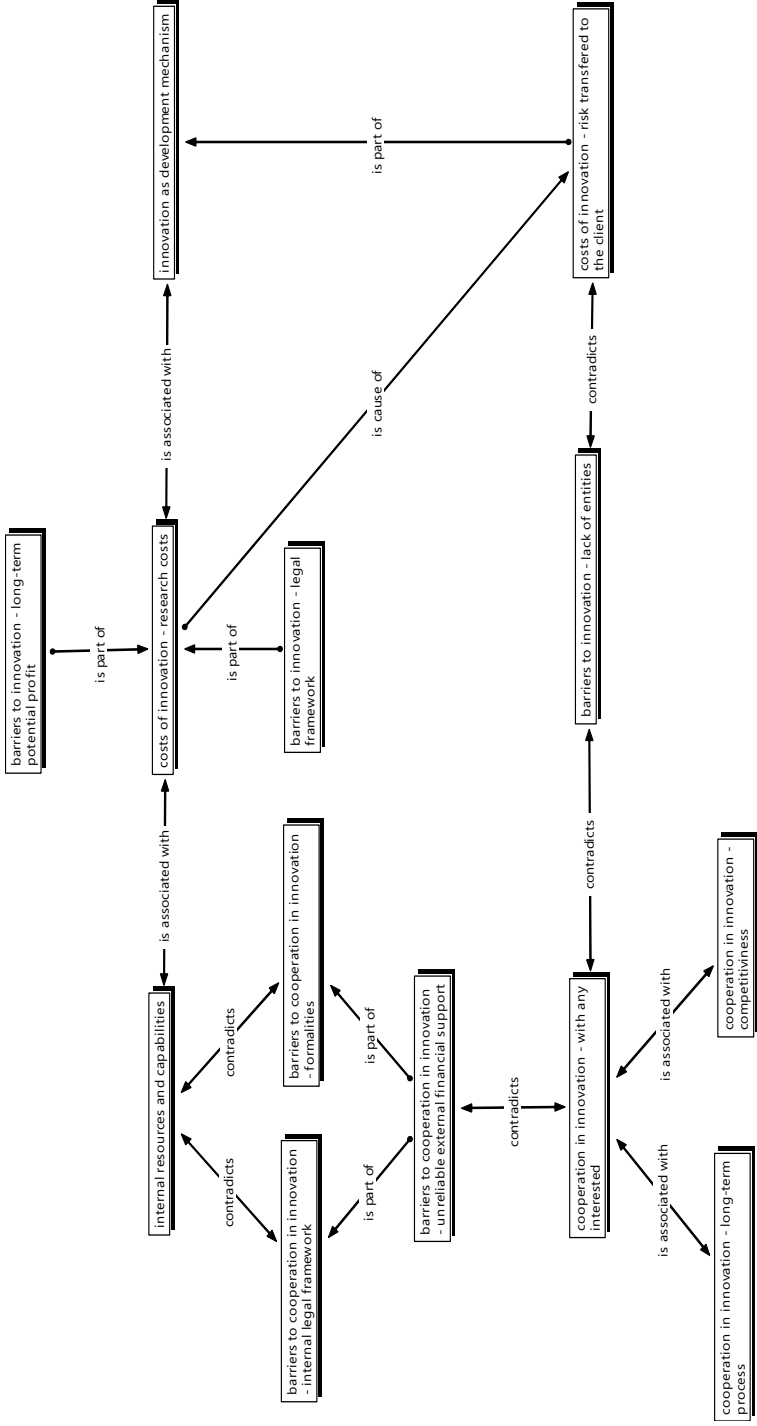 barriers to innovation - long-term
potential profit
is part of
internal resources and capabilities
is associated with
costs of innovation - research costs
is associated with
innovation as development mechanism
contradicts
contradicts
is part of
barriers to cooperation in innovation
- internal legal framework
barriers to cooperation in innovation
- formalities
barriers to innovation - legal
framework
is part of
is part of
is cause of
is part of
barriers to cooperation in innovation
- unreliable external financial support
contradicts
cooperation in innovation - with any
interested
contradicts
barriers to innovation - lack of entities
contradicts
costs of innovation - risk transfered to
the client
is associated with
is associated with
cooperation in innovation - long-term
process
cooperation in innovation -
competitiviness